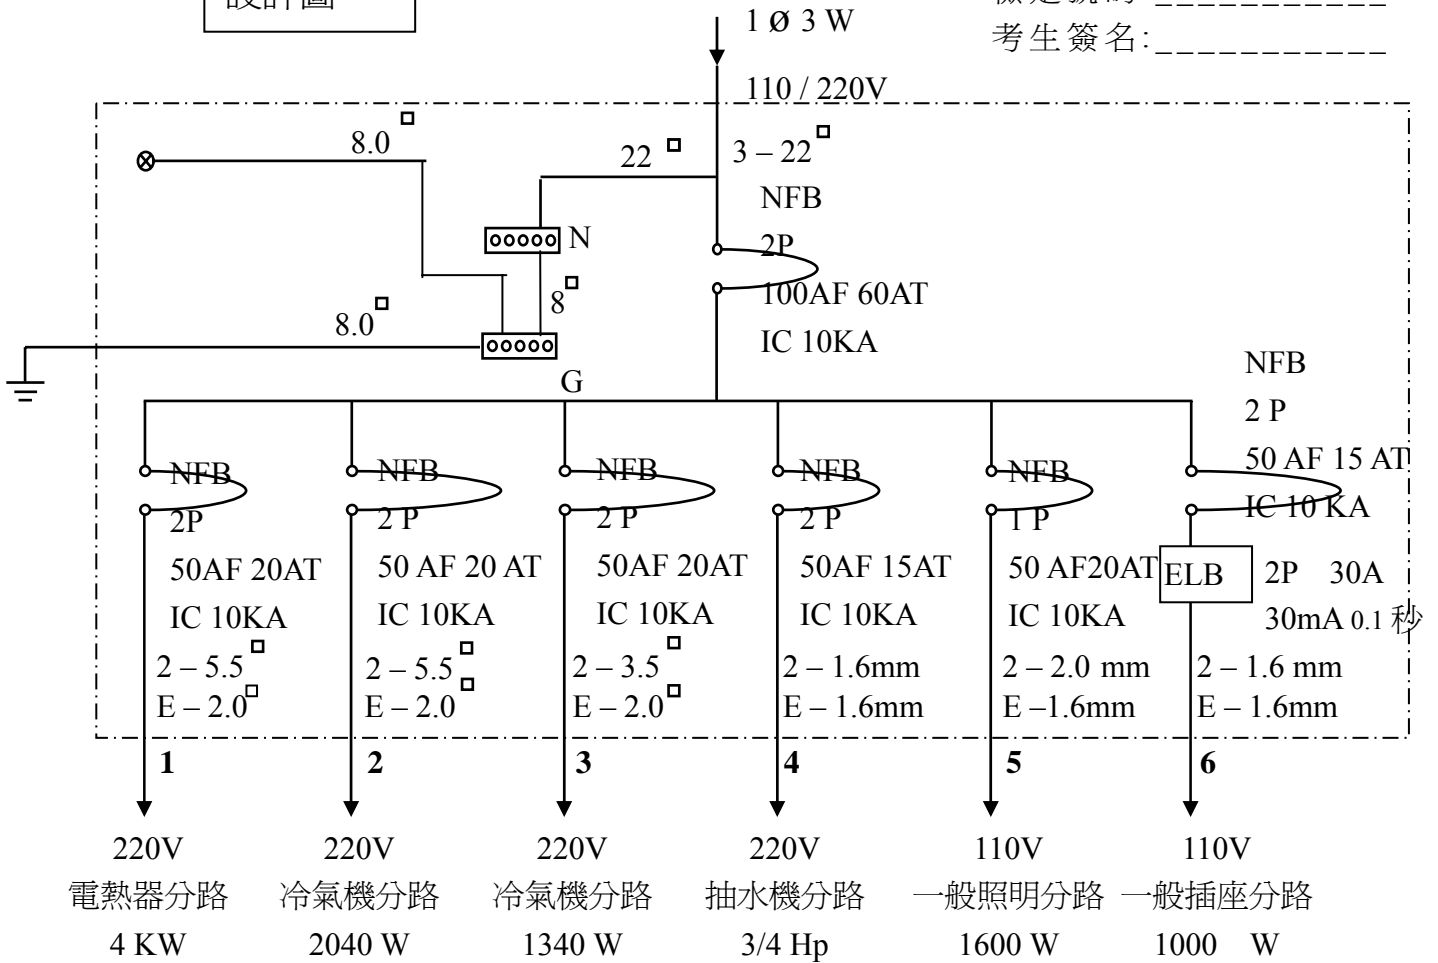 設計圖
考生簽名:___________
1 Ø 3 W
110 / 220V
8.0□
22□
3 – 22□
NFB
2P
100AF 60AT
IC 10KA
N
8□
8.0□
G
NFB
2P
50AF 20AT
IC 10KA
2 – 5.5□
E – 2.0□
1
220V
電熱器分路
4 KW
NFB
2 P
50 AF 20 AT
IC 10KA
2 – 5.5□
E – 2.0□
2
220V
冷氣機分路
2040 W
NFB
2 P
50AF 20AT
IC 10KA
2 – 3.5□
E – 2.0□
3
220V
冷氣機分路
1340 W
NFB
2 P
50AF 15AT
IC 10KA
2 – 1.6mm
E – 1.6mm
4
220V
抽水機分路
3/4 Hp
NFB
1 P
50 AF20AT
IC 10KA
2 – 2.0 mm
E –1.6mm
5
110V
一般照明分路
1600 W
NFB
2 P
50 AF 15 AT
IC 10 KA
ELB
2P 30A
30mA 0.1 秒
2 – 1.6 mm
E – 1.6mm
6
110V
一般插座分路
1000 W